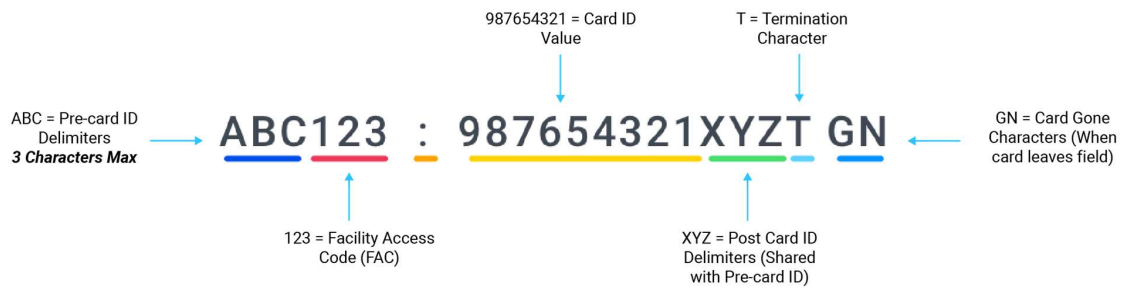 987654321 = Card ID
Value
T = Termination
Character
ABC = Pre-card ID
Delimiters
3 Characters Max
ABC123 : 987654321XYZT GN
GN = Card Gone
Characters (When
card leaves field)
123 = Facility Access
Code (FAC)
XYZ = Post Card ID
Delimiters (Shared
with Pre-card ID)